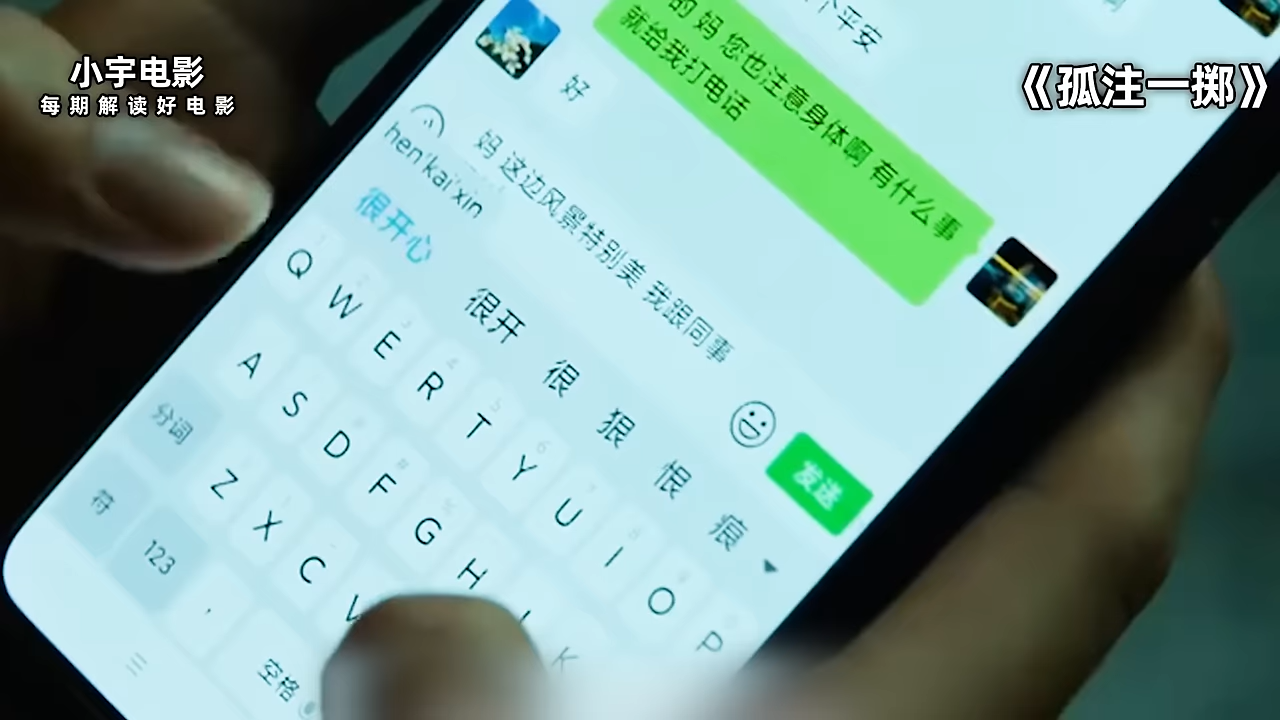 小宇电影
每期解读好电影
《孤注一掷》
个平安
的 妈 您也注意身体啊 有什么事
就给我打电话
好
妈 这边风景特别美 我跟同事
hen'kai'xin
很开心
很开
很
狠
恨
痕
发送
Q W E R T Y U I O P
A S D F G H K
分词 Z X C V
符 123 , 空格